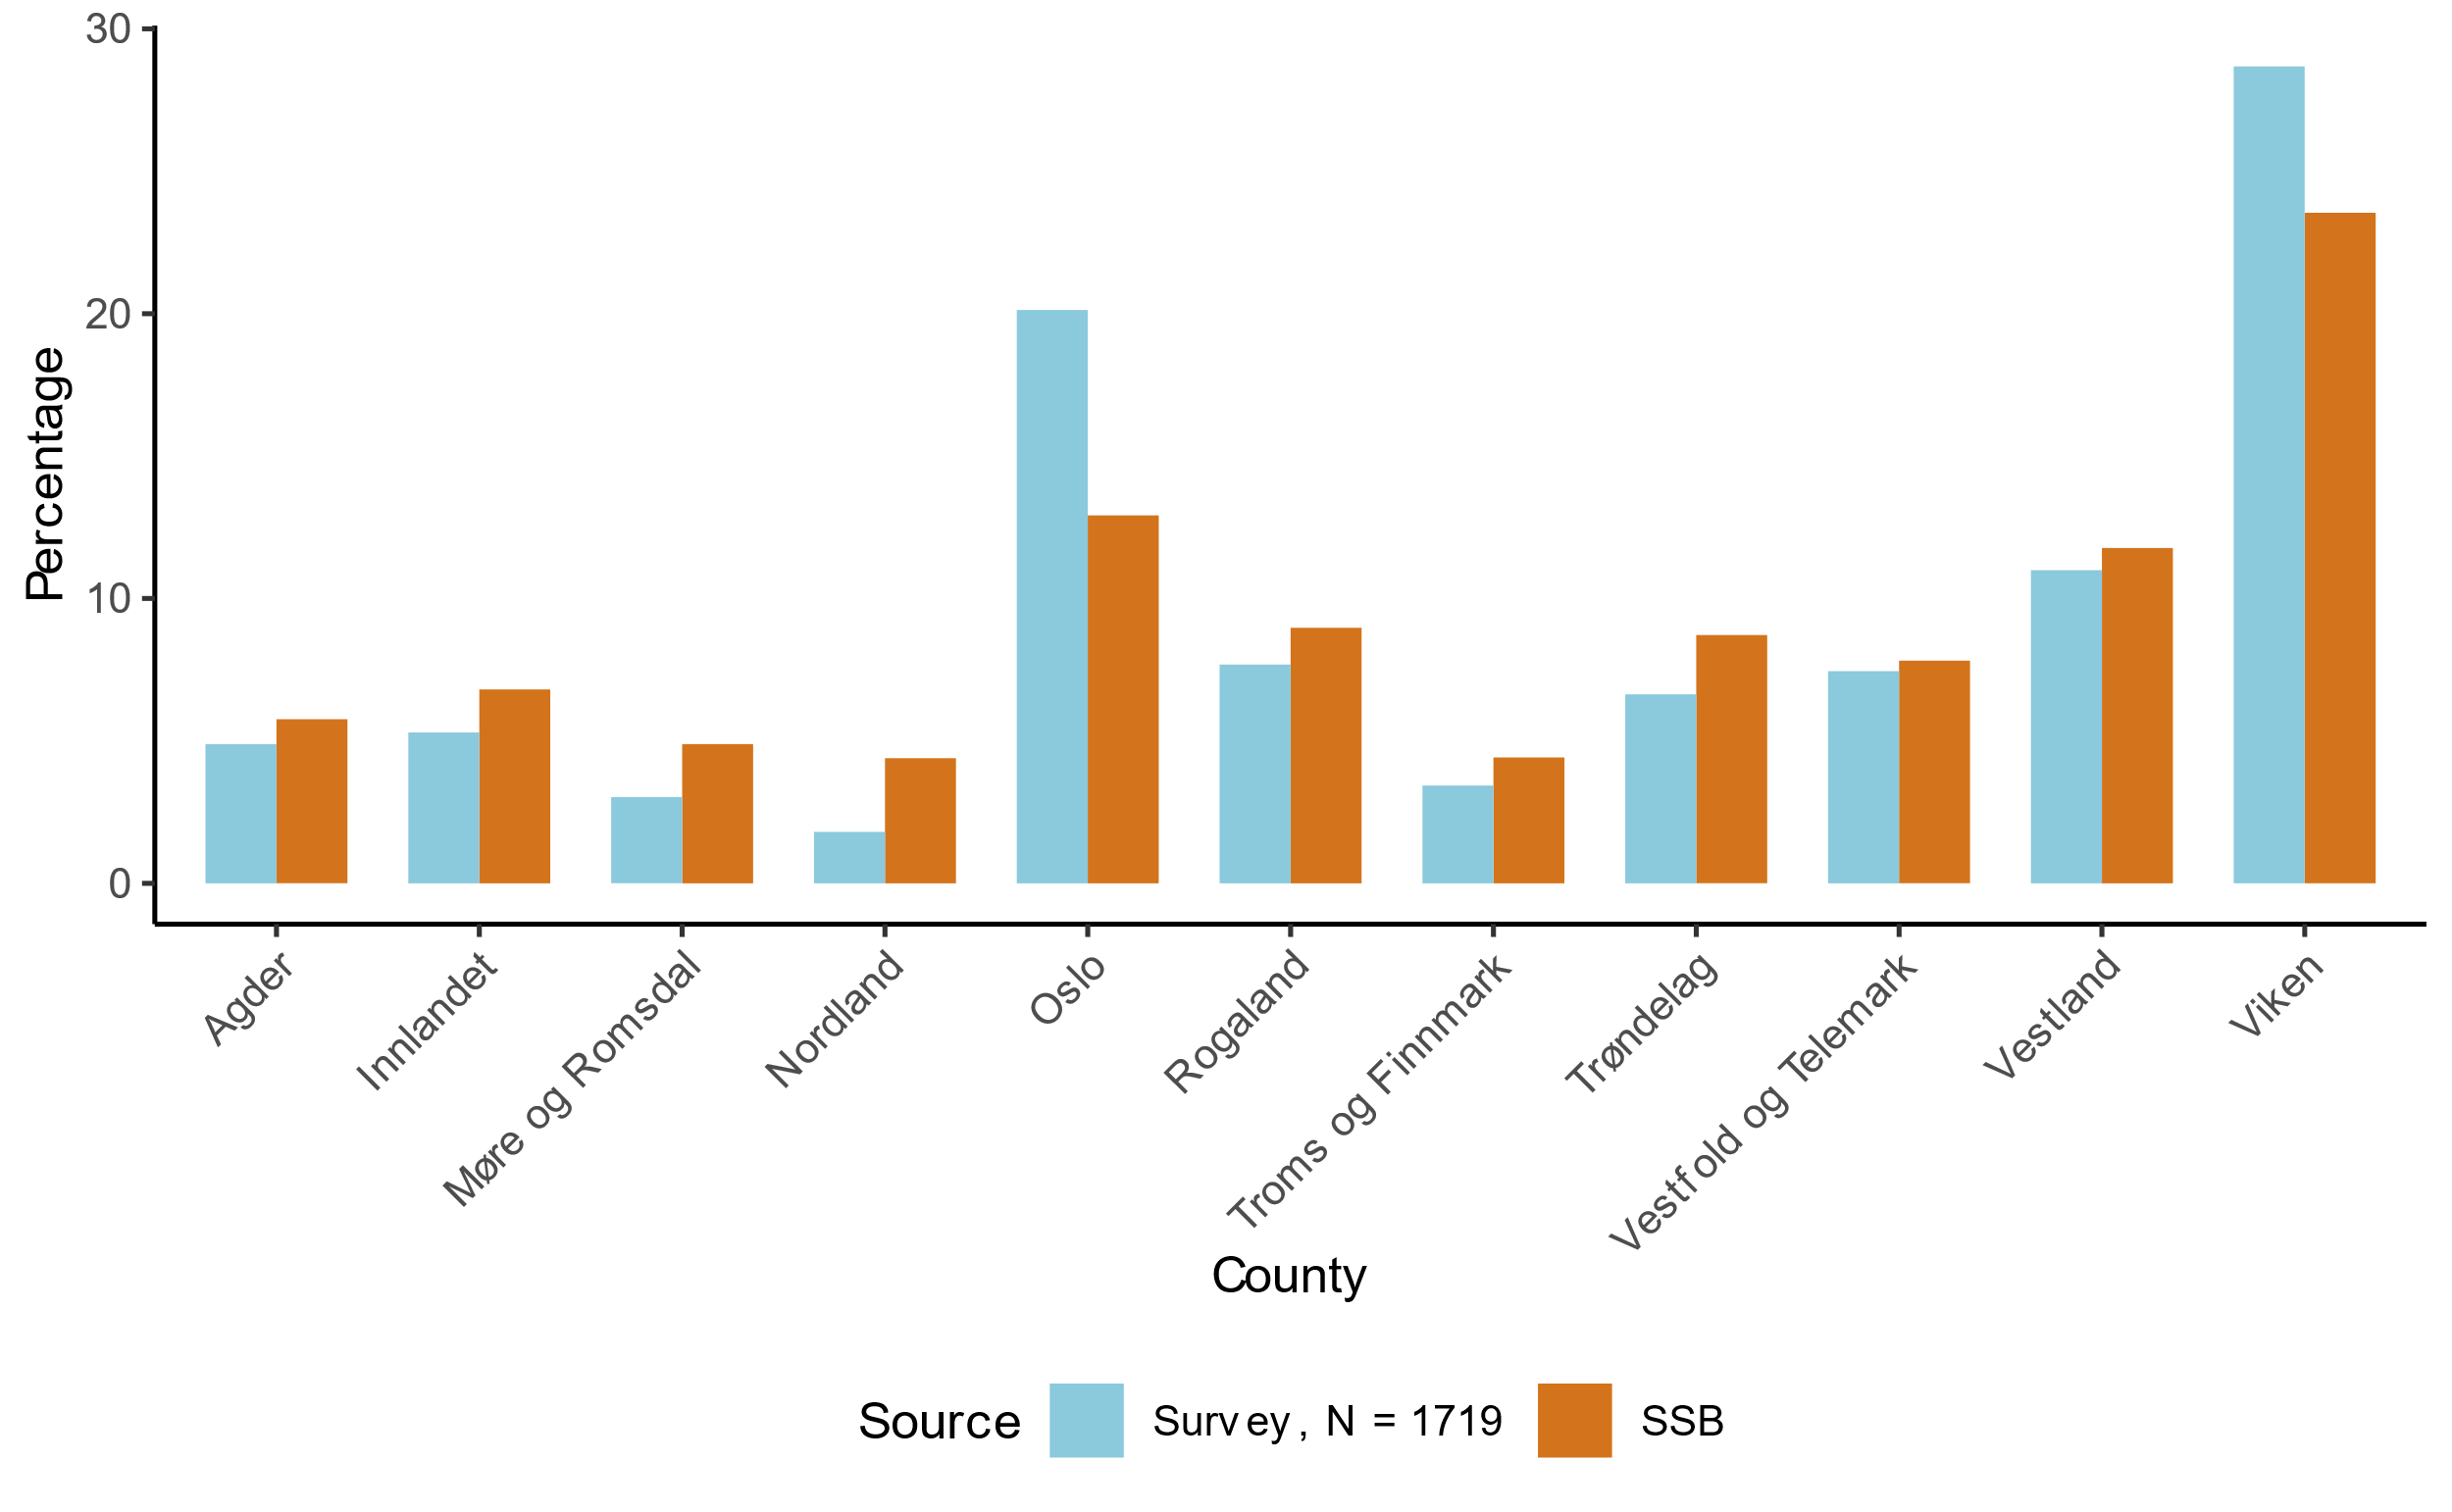 30
20
10
0
Percentage
Agder
Innlandet
Møre og Romsdal
Nordland
Oslo
Rogaland
Troms og Finnmark
Trøndelag
Vestfold og Telemark
Vestland
Viken
County
Source Survey, N = 1719 SSB